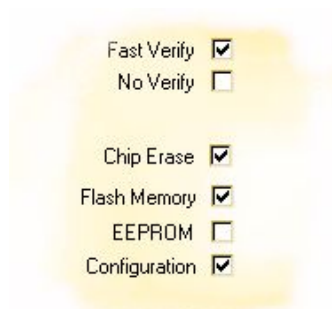 Fast Verify
No Verify
Chip Erase
Flash Memory
EEPROM
Configuration